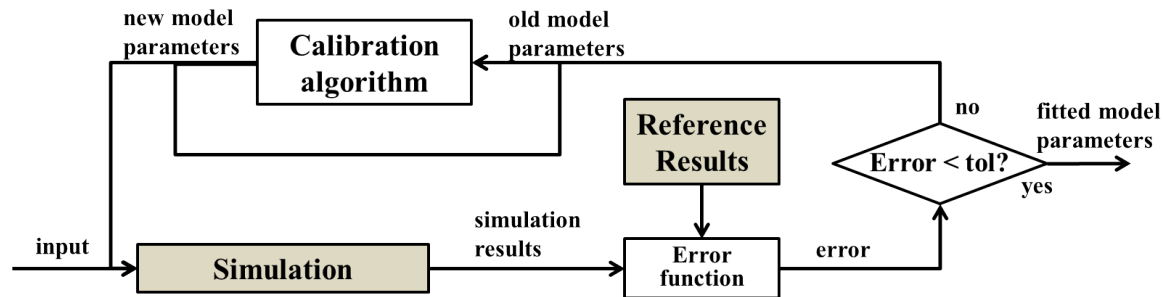 new model
parameters
Calibration
algorithm
old model
parameters
Reference
Results
no
fitted model
parameters
Error < tol?
yes
input
Simulation
simulation
results
Error
function
error